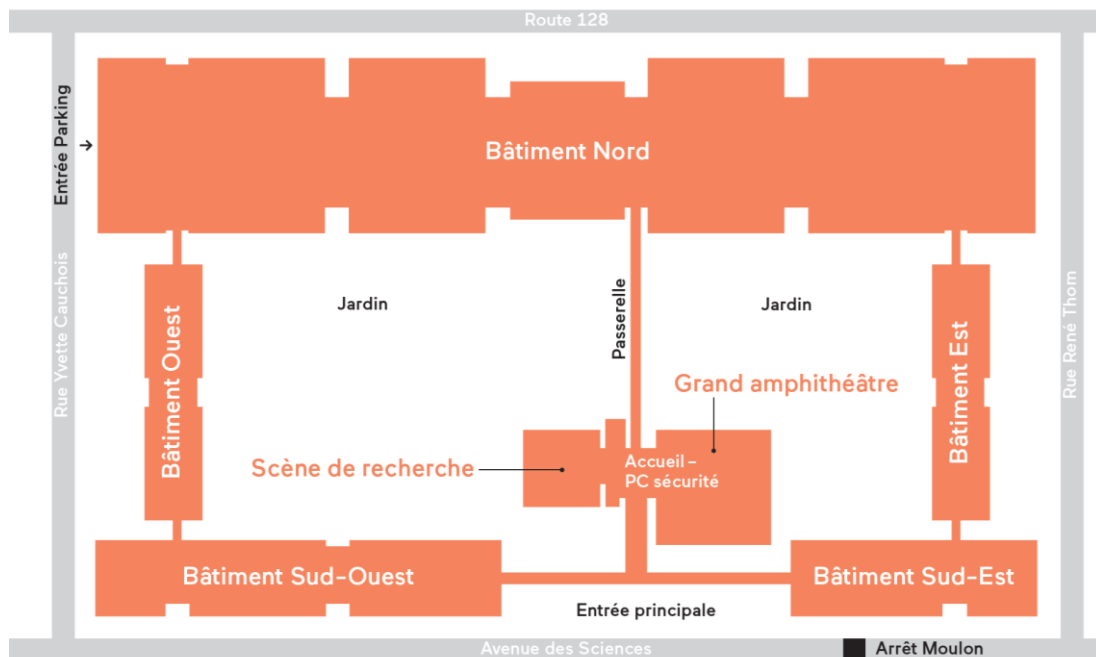 Route 128
Entrée Parking
Bâtiment Nord
Rue Yvette Cauchois
Bâtiment Ouest
Jardin
Passerelle
Jardin
Bâtiment Est
Rue René Thom
Grand amphithéâtre
Scène de recherche
Accueil –
PC sécurité
Bâtiment Sud-Ouest
Bâtiment Sud-Est
Entrée principale
Avenue des Sciences
Arrêt Moulon